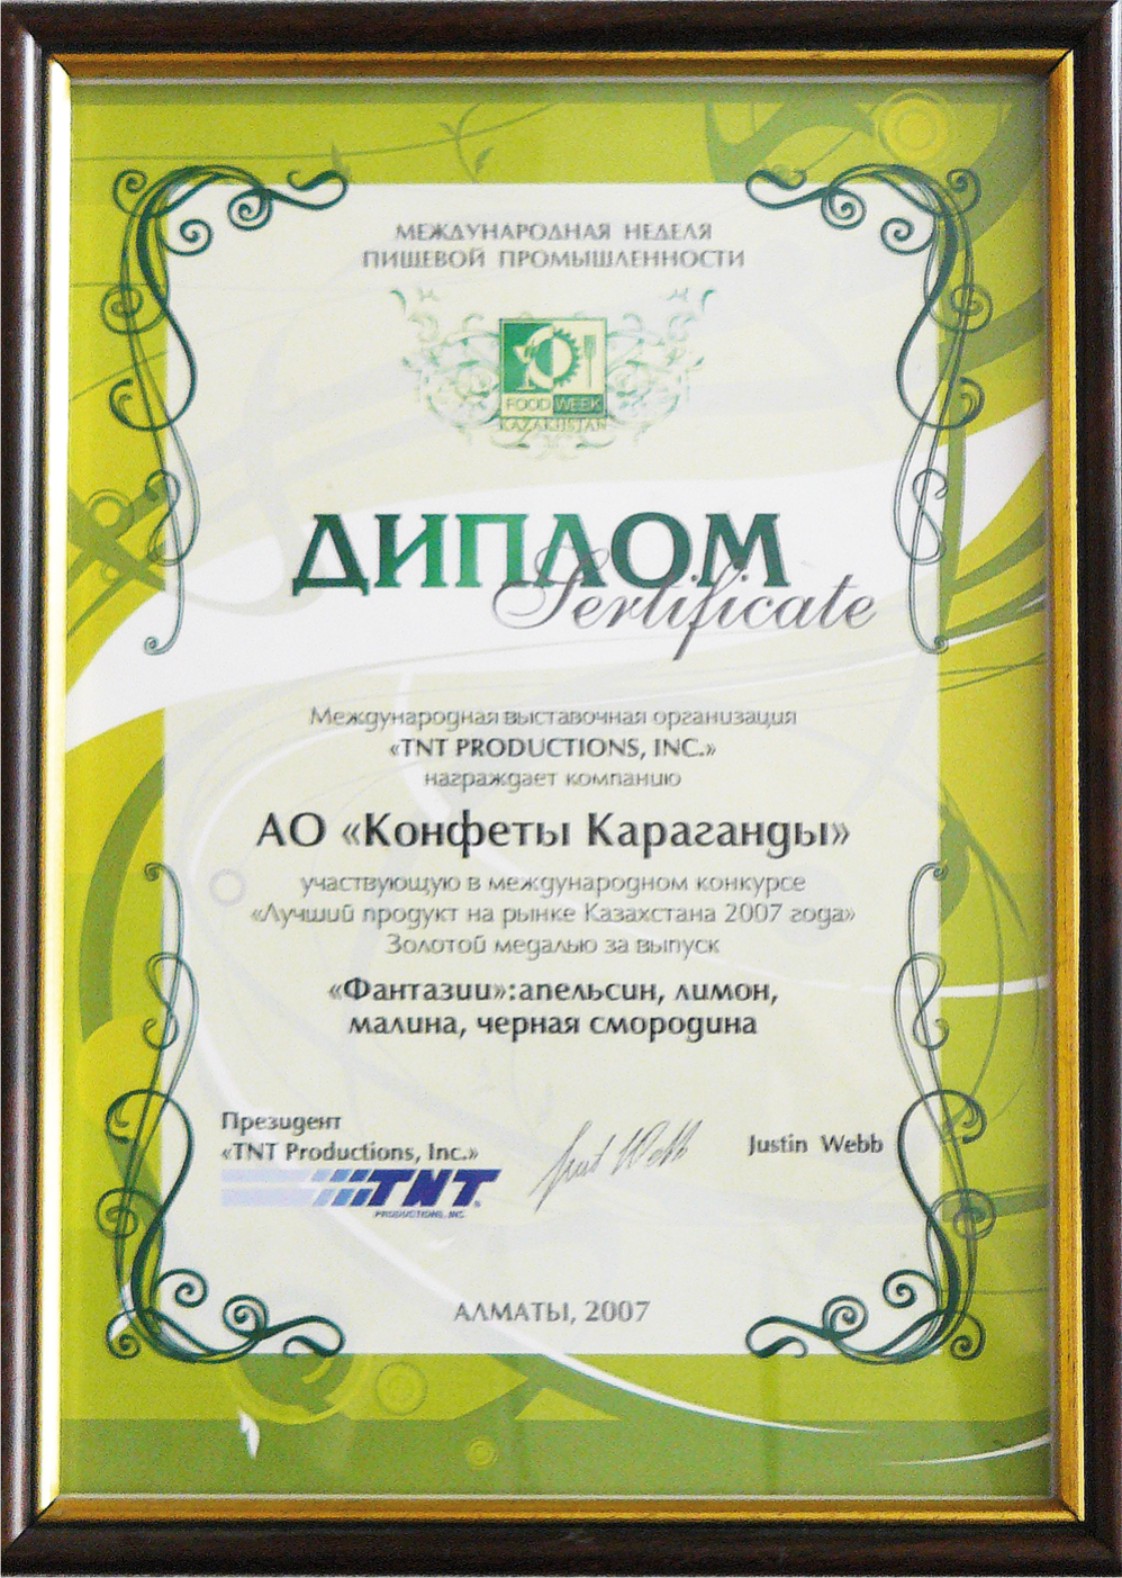 МЕЖДУНАРОДНАЯ НЕДЕЛЯ
ПИЩЕВОЙ ПРОМЫШЛЕННОСТИ
FOOD WEEK
KAZAKHSTAN
ДИПЛОМ
Sertificate
Международная выставочная организация
«TNT PRODUCTIONS, INC.»
награждает компанию
АО «Конфеты Караганды»
участвующую в международном конкурсе
«Лучший продукт на рынке Казахстана 2007 года»
Золотой медалью за выпуск
«Фантазии»:апельсин, лимон,
малина, черная смородина
Президент
«TNT Productions, Inc.»
Justin Webb
TNT
PRODUCTIONS, INC.
АЛМАТЫ, 2007